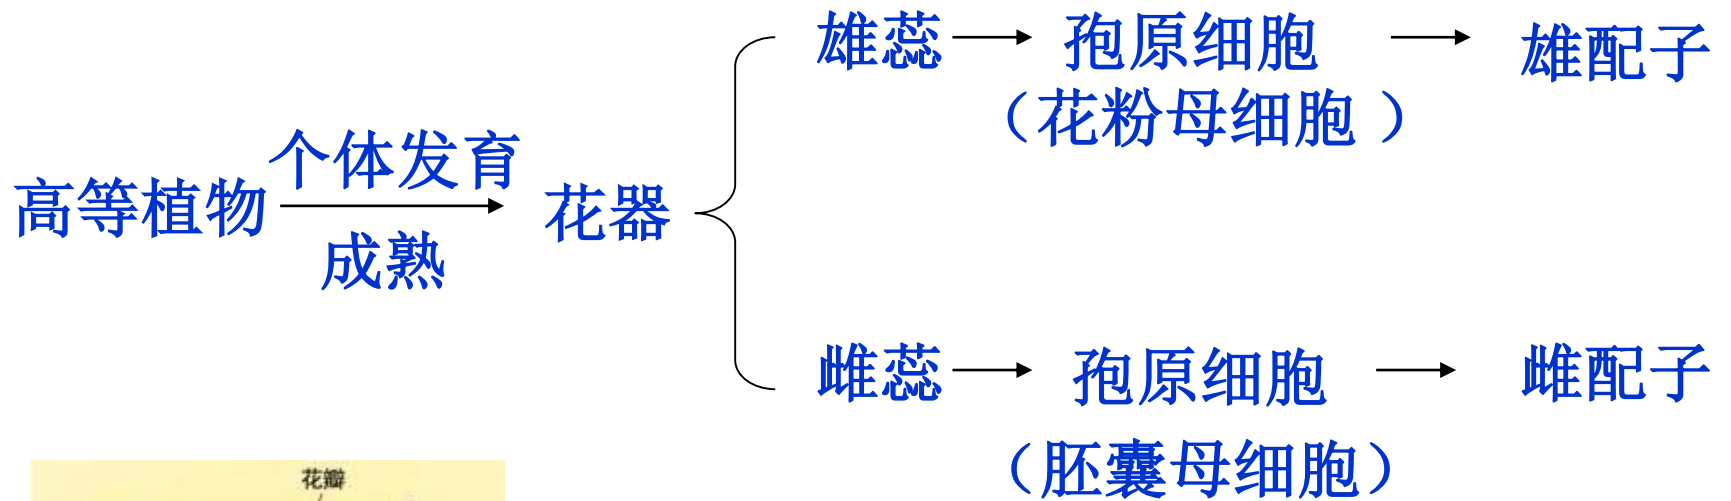 高等植物
个体发育
成熟
花器
雄蕊
孢原细胞
（花粉母细胞 ）
雄配子
雌蕊
孢原细胞
（胚囊母细胞）
雌配子
花瓣